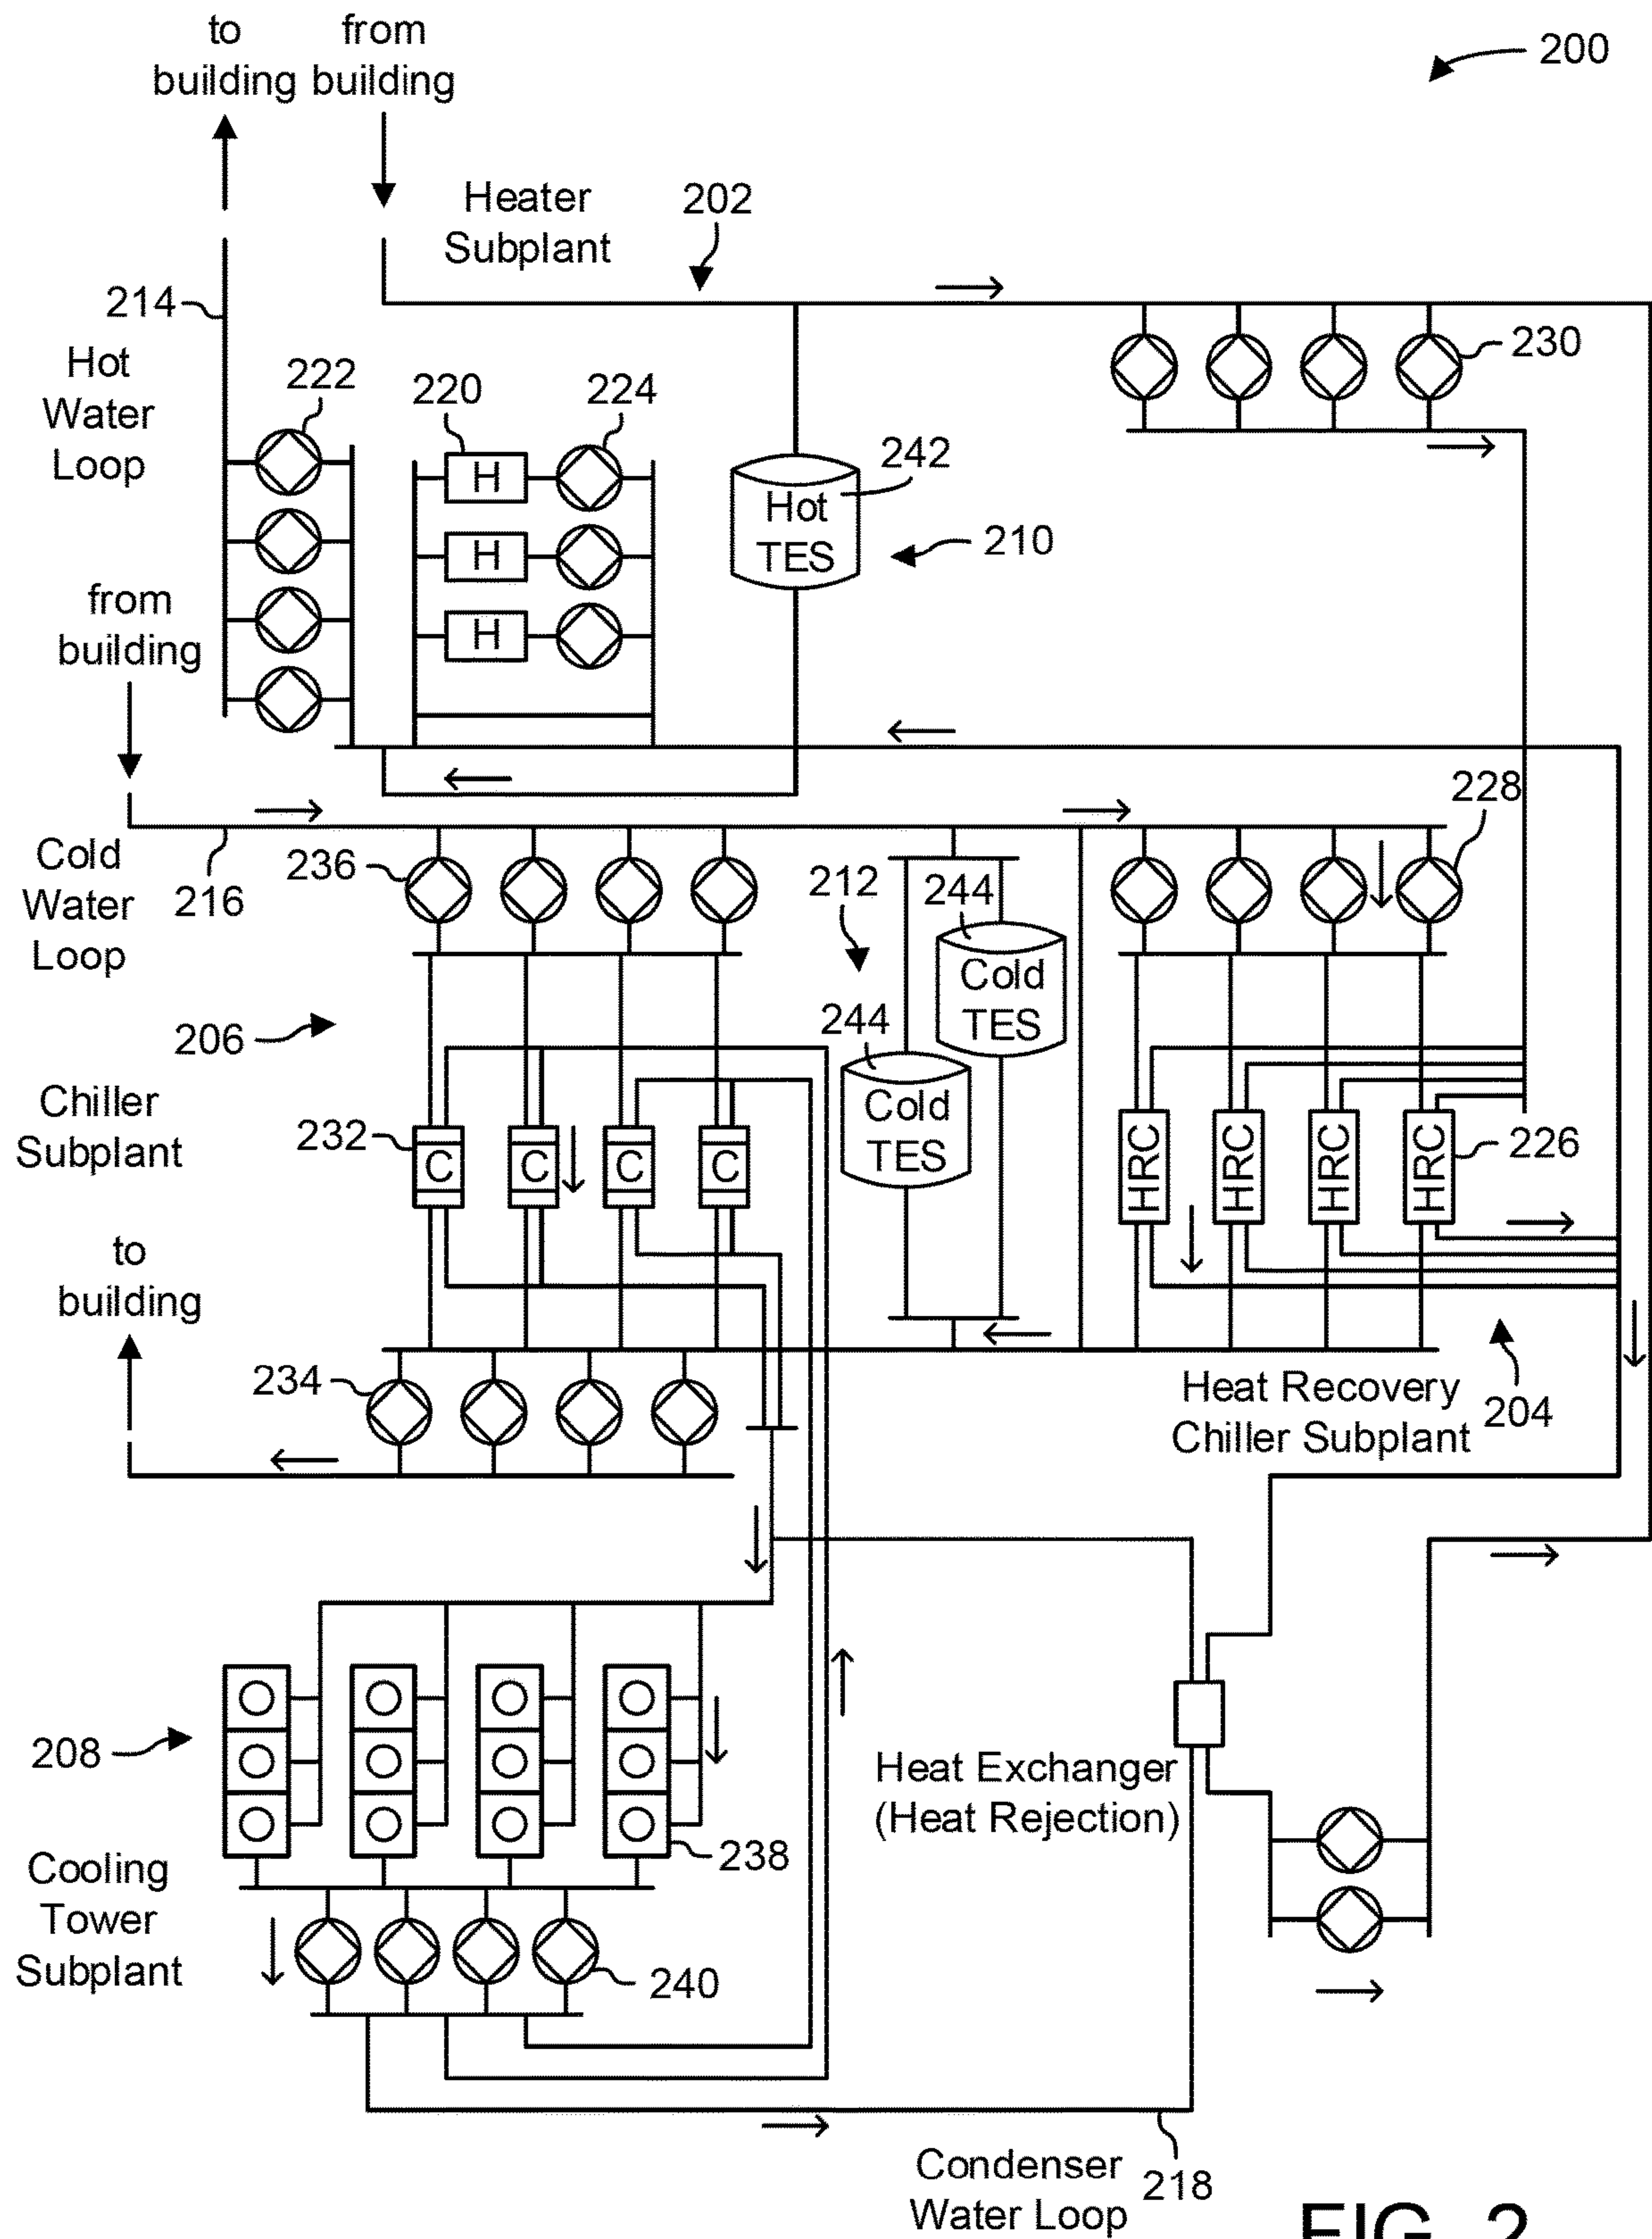 to
building
from
building
200
Heater
Subplant
202
214
Hot
Water
Loop
222
220
224
230
H
H
H
Hot
TES
242
210
from
building
228
Cold
Water
Loop
216
236
212
244
Cold
TES
244
Cold
TES
206
Chiller
Subplant
232
C
C
C
C
HRC
HRC
HRC
HRC
226
to
building
234
Heat Recovery
Chiller Subplant
204
208
Heat Exchanger
(Heat Rejection)
238
Cooling
Tower
Subplant
240
Condenser
Water Loop
218
FIG. 2